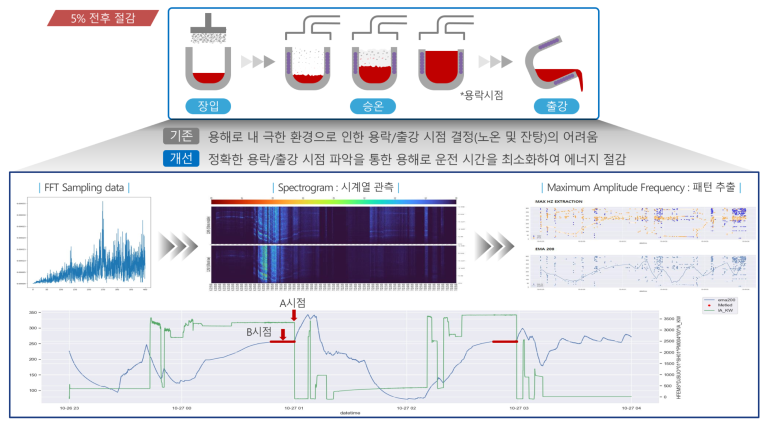 5% 전후 절감
*용락시점
장입
승온
출강
기존 용해로 내 극한 환경으로 인한 용락/출강 시점 결정(노온 및 잔탕)의 어려움
개선 정확한 용락/출강 시점 파악을 통한 용해로 운전 시간을 최소화하여 에너지 절감
| FFT Sampling data |
| Spectrogram : 시계열 관측 |
| Maximum Amplitude Frequency : 패턴 추출 |
MAX HZ EXTRACTION
EMA 200
A시점
B시점
ema200
Melted
IA_KW
350
300
250
200
150
100
3500
3000
2500
2000
1500
1000
500
0
10-26 23
10-27 00
10-27 01
10-27 02
10-27 03
10-27 04
datetime